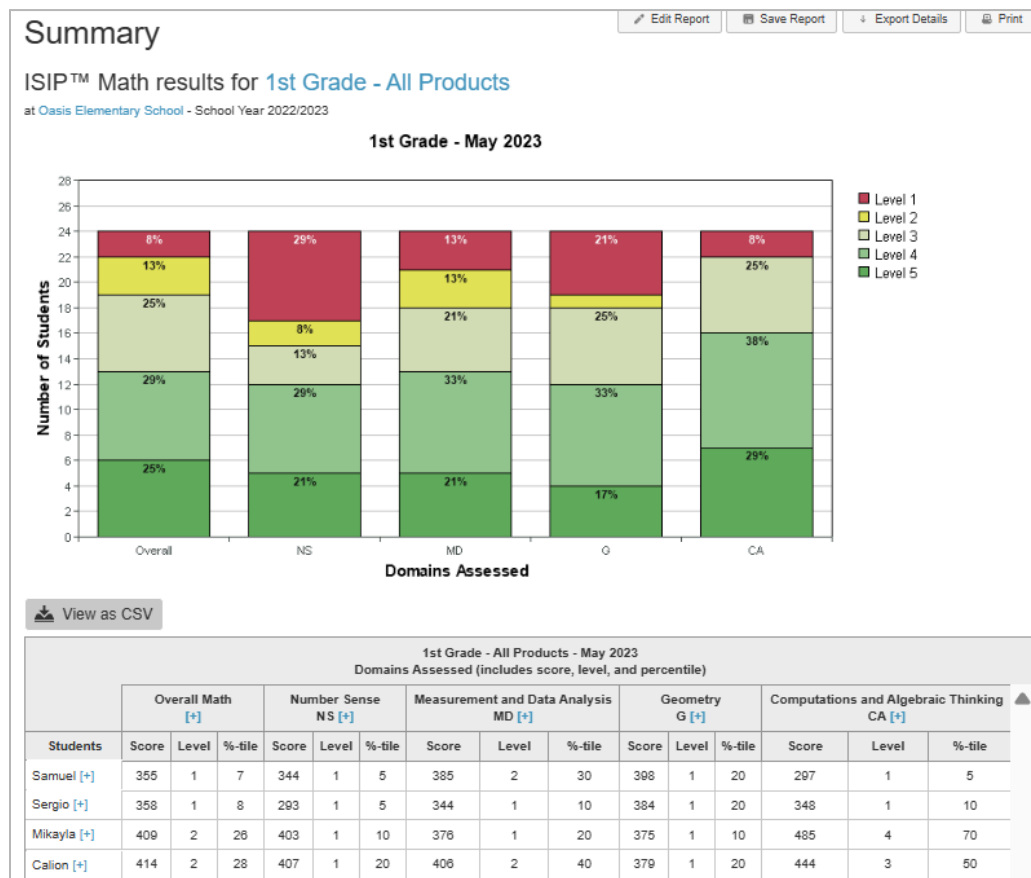 Summary
Edit Report
Save Report
Export Details
Print
ISIP™ Math results for 1st Grade - All Products
at Oasis Elementary School - School Year 2022/2023
1st Grade - May 2023
Number of Students
28
26
24
22
20
18
16
14
12
10
8
6
4
2
0
8%
13%
25%
29%
25%
29%
8%
13%
29%
21%
13%
13%
21%
33%
21%
21%
25%
33%
17%
8%
25%
38%
29%
Overall
NS
MD
G
CA
Domains Assessed
Level 1
Level 2
Level 3
Level 4
Level 5
View as CSV
1st Grade - All Products - May 2023
Domains Assessed (includes score, level, and percentile)
Overall Math [+]
Number Sense NS [+]
Measurement and Data Analysis MD [+]
Geometry G [+]
Computations and Algebraic Thinking CA [+]
Students Score Level %-tile Score Level %-tile Score Level %-tile Score Level %-tile Score Level %-tile
Samuel [+] 355 1 7 344 1 5 385 2 30 398 1 20 297 1 5
Sergio [+] 358 1 8 293 1 5 344 1 10 384 1 20 348 1 10
Mikayla [+] 409 2 26 403 1 10 376 1 20 375 1 10 485 4 70
Calion [+] 414 2 28 407 1 20 406 2 40 379 1 20 444 3 50